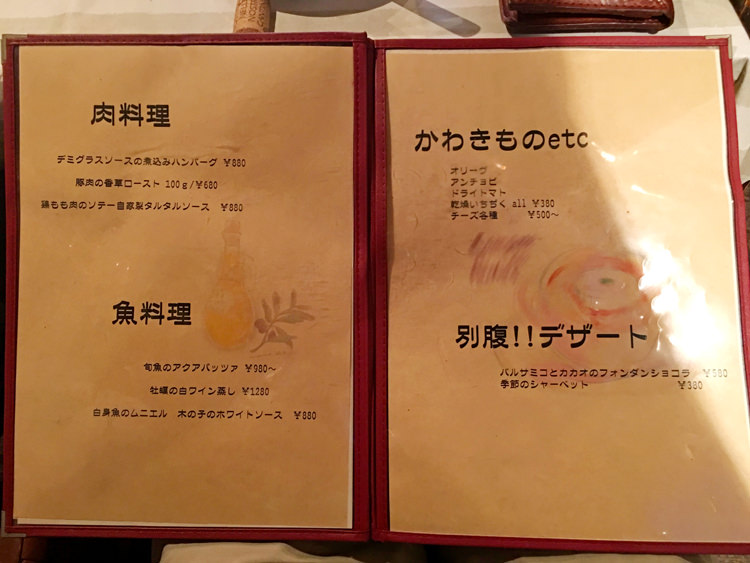 肉料理
デミグラスソースの煮込みハンバーグ ¥880
豚肉の香草ロースト 100g/¥680
鶏もも肉のソテー自家製タルタルソース ¥880
魚料理
旬魚のアクアパッツァ ¥980~
牡蠣の白ワイン蒸し ¥1280
白身魚のムニエル 木の子のホワイトソース ¥880
かわきものetc
オリーブ
アンチョビ
ドライトマト
乾燥いちぢく all ¥380
チーズ各種 ¥500~
別腹!!デザート
バルサミコとカカオのフォンダンショコラ ¥580
季節のシャーベット ¥380